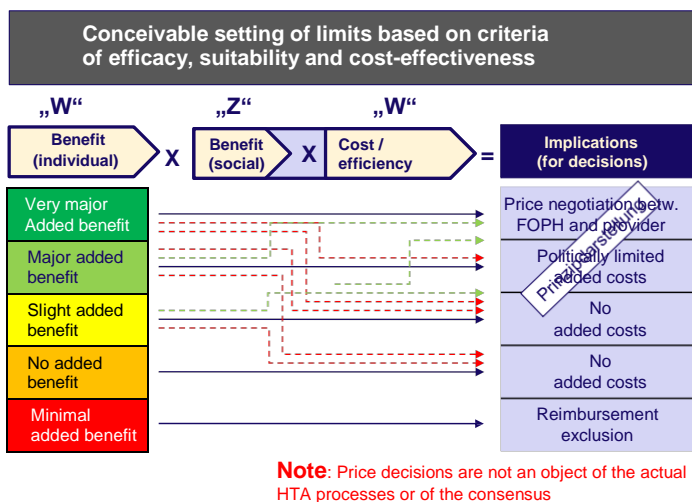 Conceivable setting of limits based on criteria
of efficacy, suitability and cost-effectiveness
„W“
„Z“
„W“
Benefit
(individual)
X
Benefit
(social)
X
Cost /
efficiency
=
Implications
(for decisions)
Very major
Added benefit
Price negotiation betw.
FOPH and provider
Major added
benefit
Politically limited
added costs
Slight added
benefit
No
added costs
No added
benefit
No
added costs
Minimal
added benefit
Reimbursement
exclusion
Prinzipdarstellung
Note: Price decisions are not an object of the actual
HTA processes or of the consensus